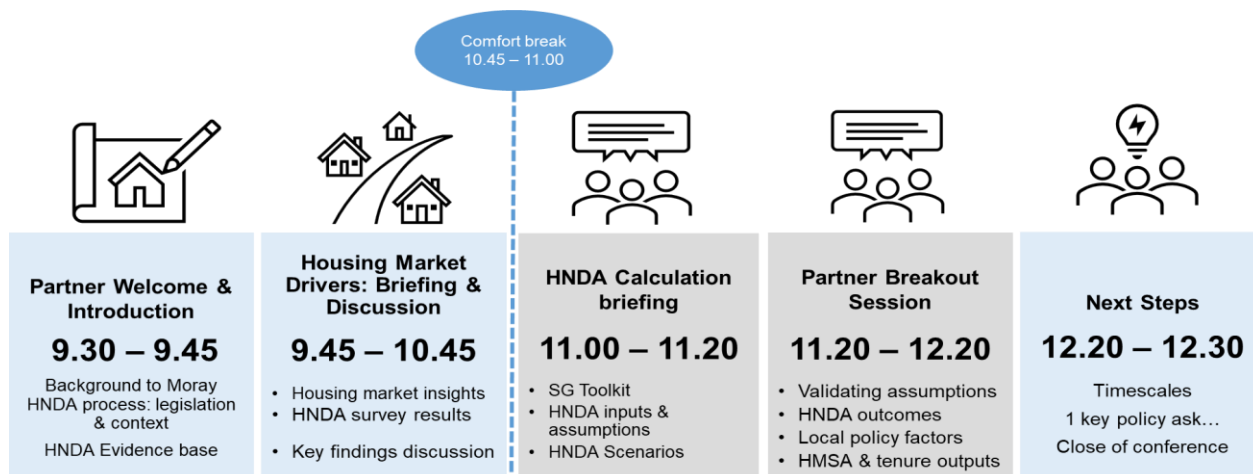 Comfort break
10.45 – 11.00
Partner Welcome &
Introduction
9.30 – 9.45
Background to Moray
HNDA process: legislation
& context
HNDA Evidence base
Housing Market
Drivers: Briefing &
Discussion
9.45 – 10.45
• Housing market insights
• HNDA survey results
• Key findings discussion
HNDA Calculation
briefing
11.00 – 11.20
• SG Toolkit
• HNDA inputs &
assumptions
• HNDA Scenarios
Partner Breakout
Session
11.20 – 12.20
• Validating assumptions
• HNDA outcomes
• Local policy factors
• HMSA & tenure outputs
Next Steps
12.20 – 12.30
Timescales
1 key policy ask…
Close of conference